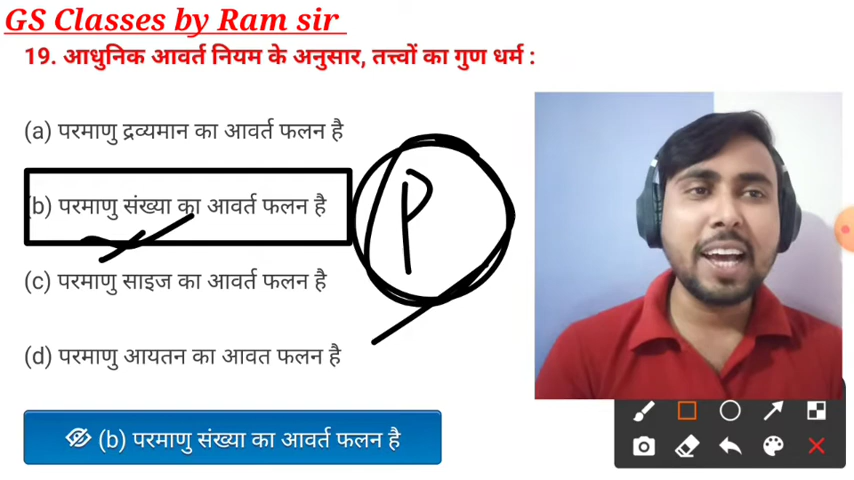 GS Classes by Ram sir
19. आधुनिक आवर्त नियम के अनुसार, तत्त्वों का गुण धर्म :
(a) परमाणु द्रव्यमान का आवर्त फलन है
(b) परमाणु संख्या का आवर्त फलन है
P
(c) परमाणु साइज का आवर्त फलन है
(d) परमाणु आयतन का आवत फलन है
(b) परमाणु संख्या का आवर्त फलन है